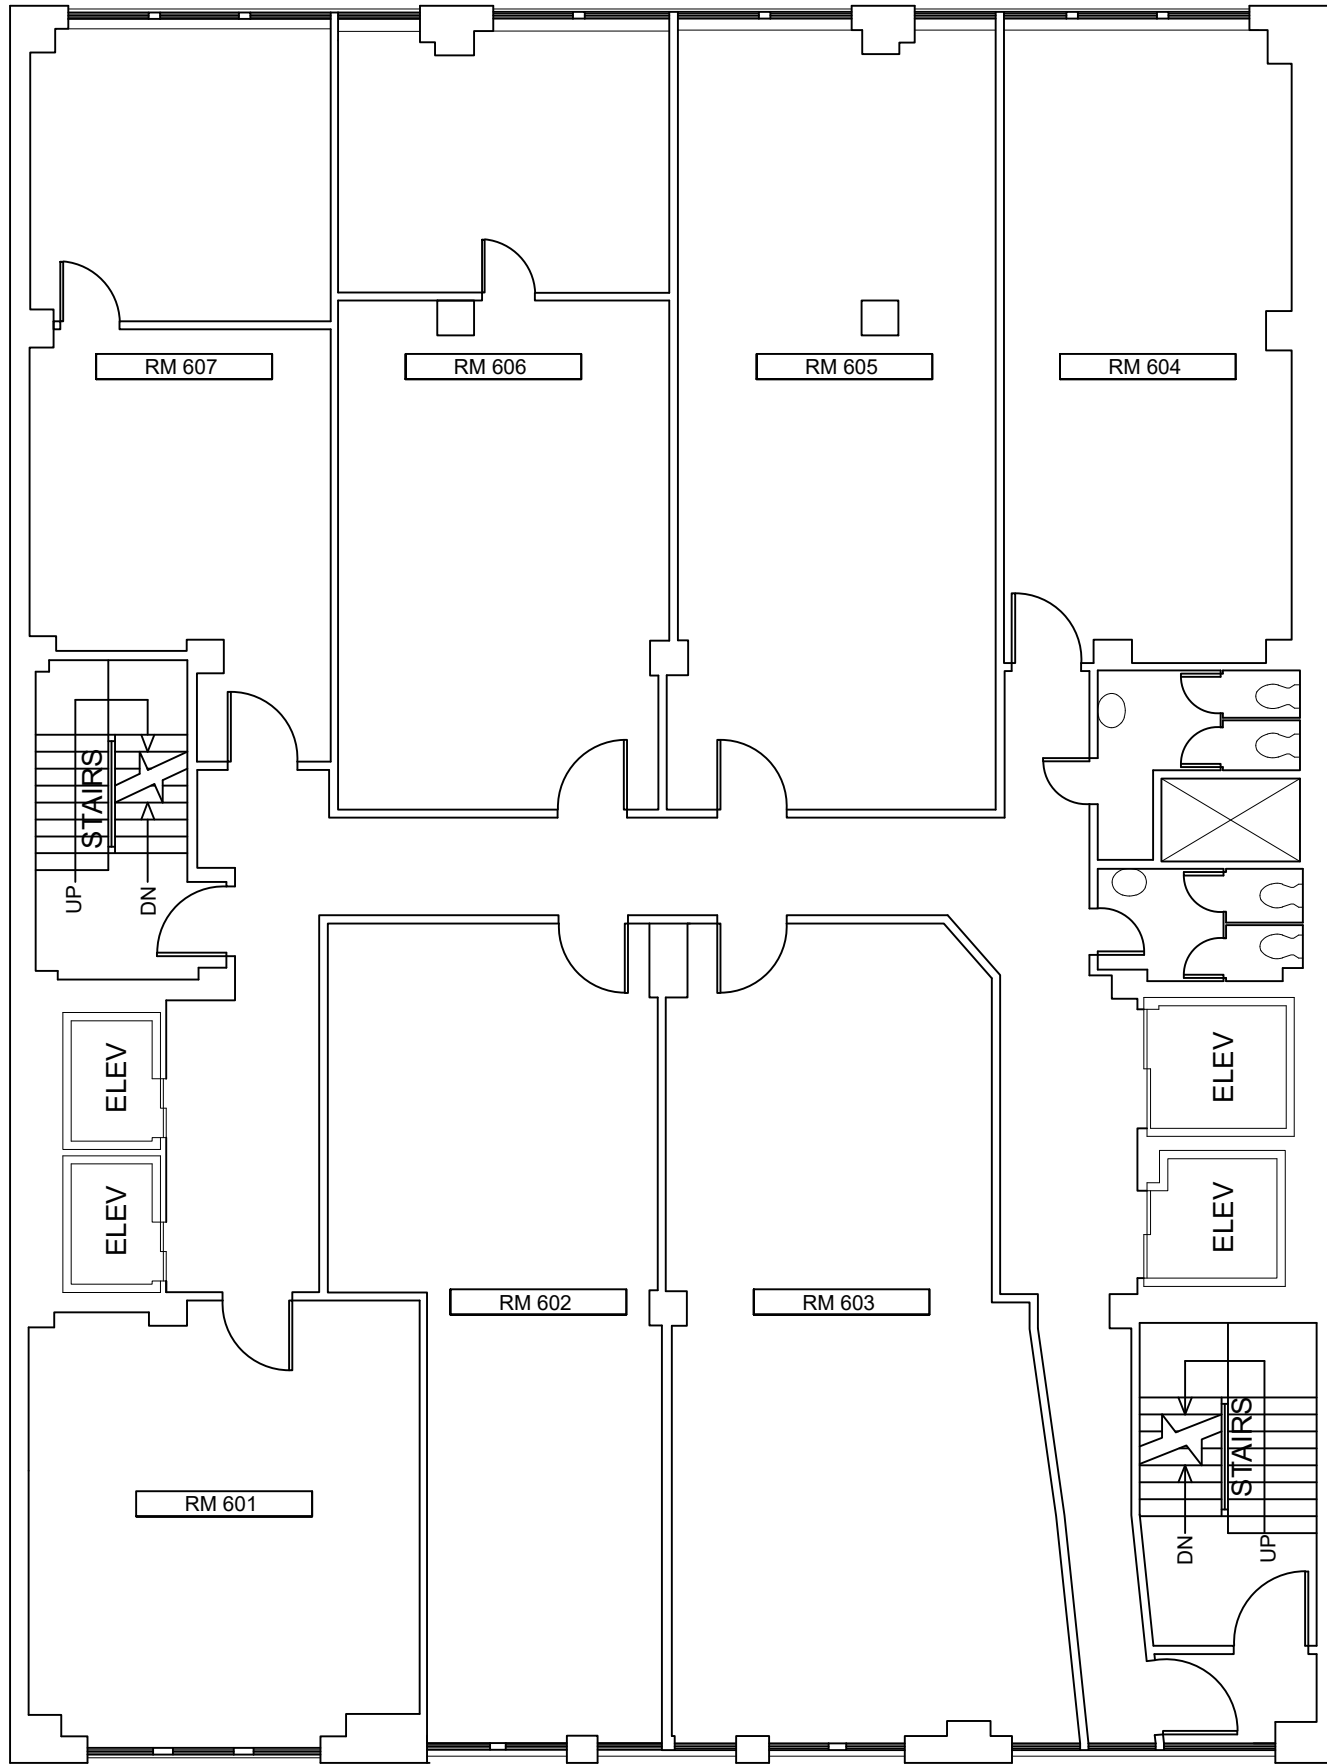 RM 607
RM 606
RM 605
RM 604
STAIRS
UP
DN
ELEV
ELEV
ELEV
ELEV
RM 602
RM 603
RM 601
STAIRS
DN
UP